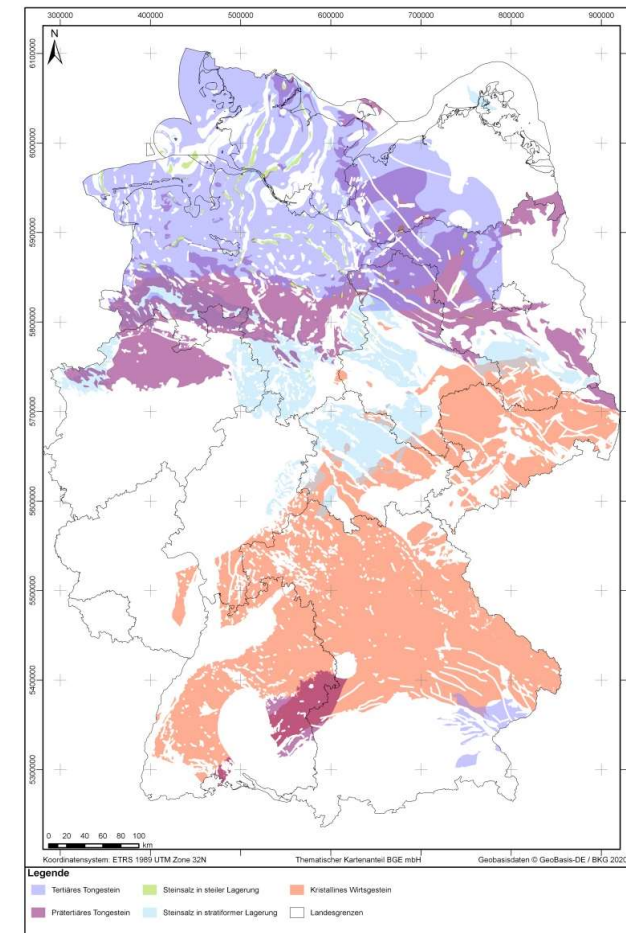 300000 400000 500000 600000 700000 800000 900000
N
6100000
6000000
5900000
5800000
5700000
5600000
5500000
5400000
5300000
0 20 40 60 80 100
km
Koordinatensystem: ETRS 1989 UTM Zone 32N Thematischer Kartenanteil BGE mbH Geobasisdaten © GeoBasis-DE / BKG 2020
Legende
Tertiäres Tongestein Steinsalz in steiler Lagerung Kristallines Wirtsgestein
Prätertiäres Tongestein Steinsalz in stratiformer Lagerung Landesgrenzen